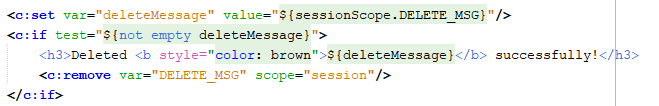 <c:set var="deleteMessage" value="${sessionScope.DELETE_MSG}"/>
<c:if test="${not empty deleteMessage}">
<h3>Deleted <b style="color: brown">${deleteMessage}</b> successfully!</h3>
<c:remove var="DELETE_MSG" scope="session"/>
</c:if>